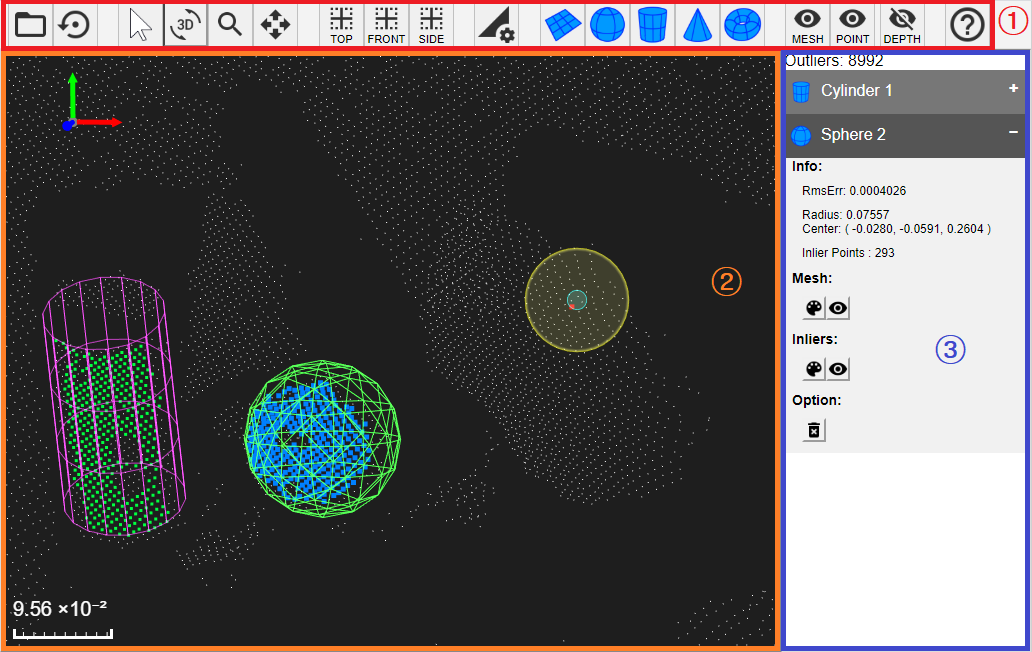 3D
TOP
FRONT
SIDE
MESH
POINT
DEPTH
?
①
Outliers: 8992
Cylinder 1
+
Sphere 2
−
Info:
RmsErr: 0.0004026
Radius: 0.07557
Center: ( -0.0280, -0.0591, 0.2604 )
Inlier Points : 293
Mesh:
Inliers:
Option:
②
③
9.56 ×10⁻²